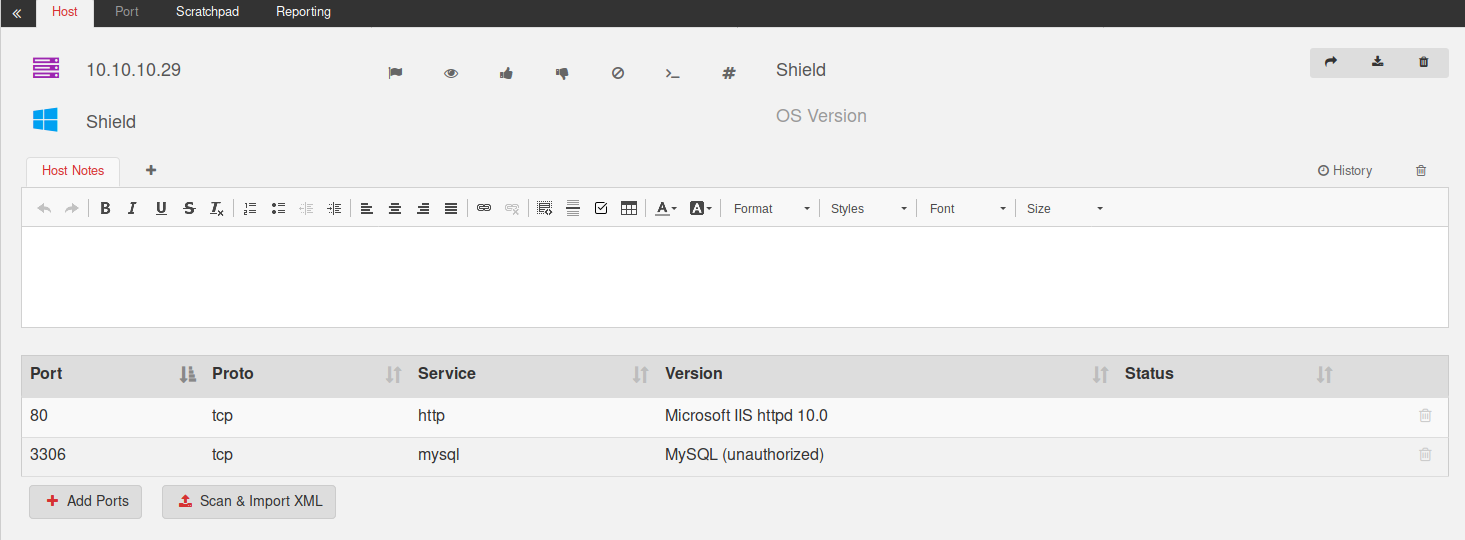 Host Port Scratchpad Reporting
10.10.10.29 Shield
Shield OS Version
Host Notes History
B I U S Tx A A Format Styles Font Size
Port Proto Service Version Status
80 tcp http Microsoft IIS httpd 10.0
3306 tcp mysql MySQL (unauthorized)
Add Ports Scan & Import XML